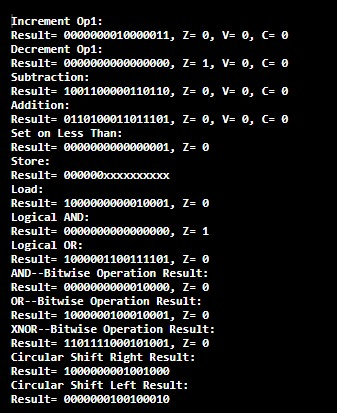 Increment Op1:
Result= 0000000010000011, Z= 0, V= 0, C= 0
Decrement Op1:
Result= 0000000000000000, Z= 1, V= 0, C= 0
Subtraction:
Result= 1001100000110110, Z= 0, V= 0, C= 0
Addition:
Result= 0110100011011101, Z= 0, V= 0, C= 0
Set on Less Than:
Result= 0000000000000001, Z= 0
Store:
Result= 000000xxxxxxxxxx
Load:
Result= 1000000000010001, Z= 0
Logical AND:
Result= 0000000000000000, Z= 1
Logical OR:
Result= 1000001100111101, Z= 0
AND--Bitwise Operation Result:
Result= 0000000000010000, Z= 0
OR--Bitwise Operation Result:
Result= 1000000100010001, Z= 0
XNOR--Bitwise Operation Result:
Result= 1101111000101001, Z= 0
Circular Shift Right Result:
Result= 1000000001001000
Circular Shift Left Result:
Result= 0000000100100010